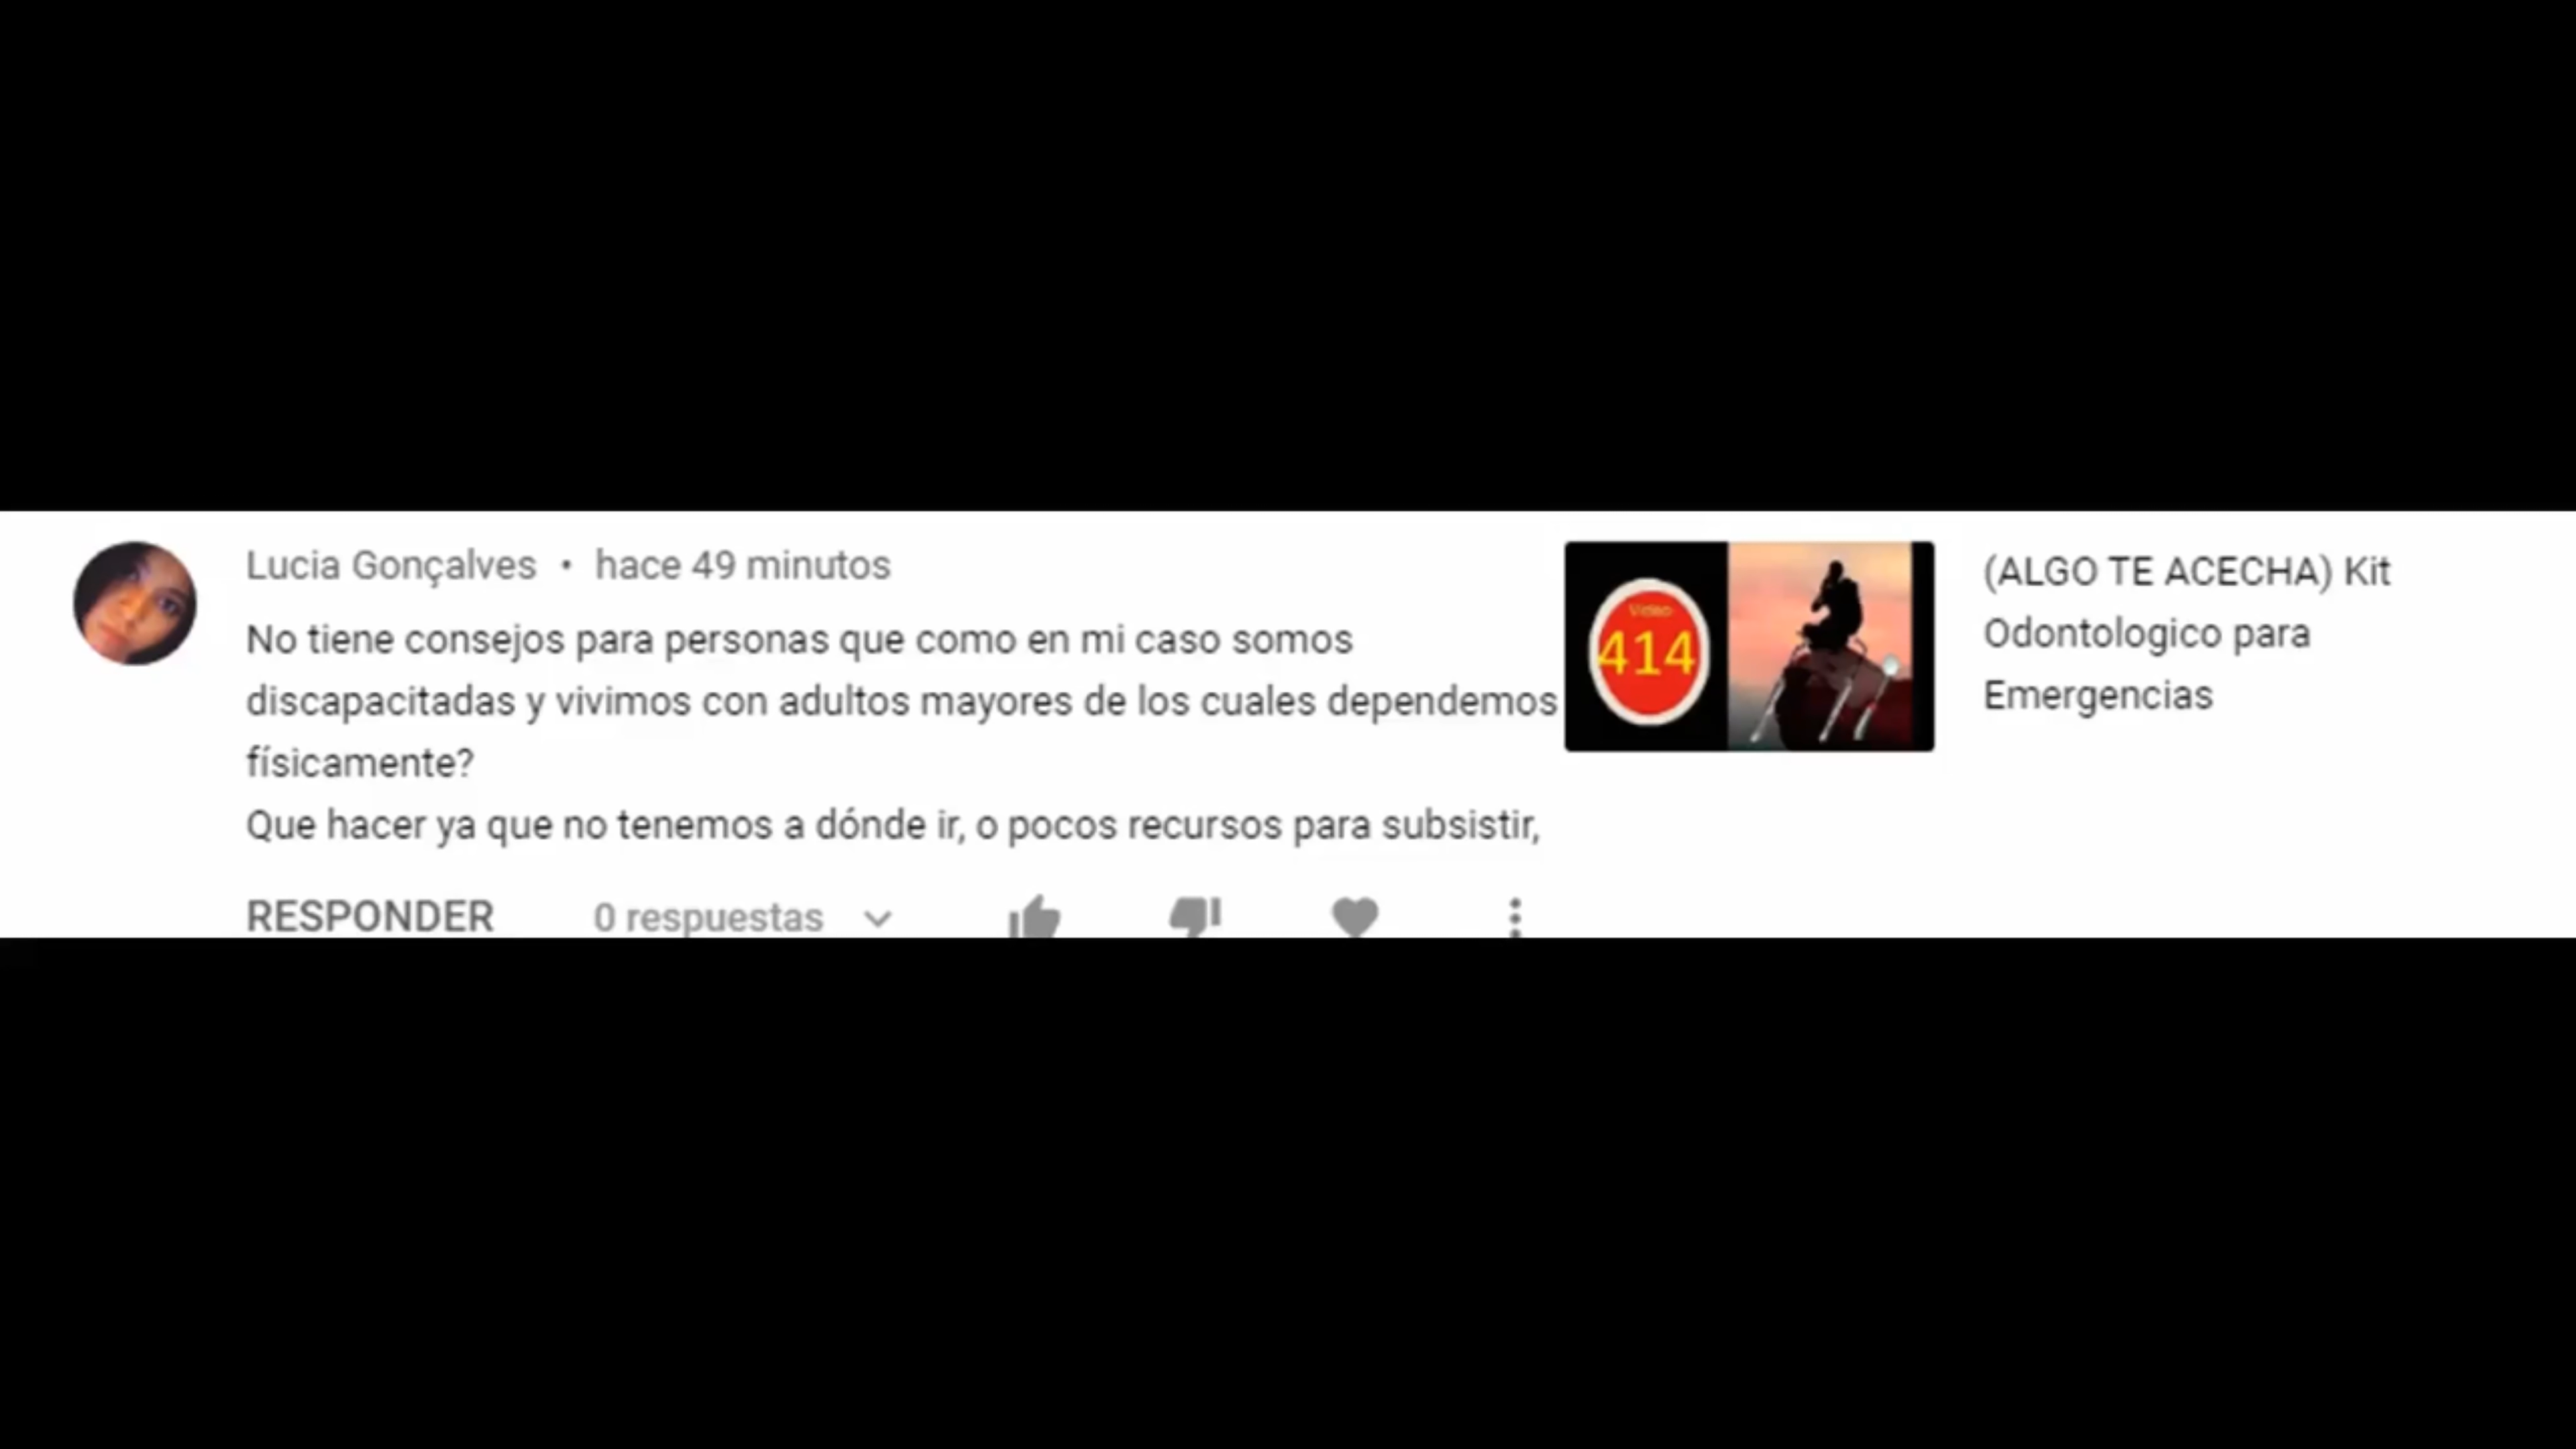 Lucia Gonçalves • hace 49 minutos
No tiene consejos para personas que como en mi caso somos
discapacitadas y vivimos con adultos mayores de los cuales dependemos
físicamente?
Que hacer ya que no tenemos a dónde ir, o pocos recursos para subsistir,
RESPONDER 0 respuestas
Video
414
(ALGO TE ACECHA) Kit
Odontologico para
Emergencias